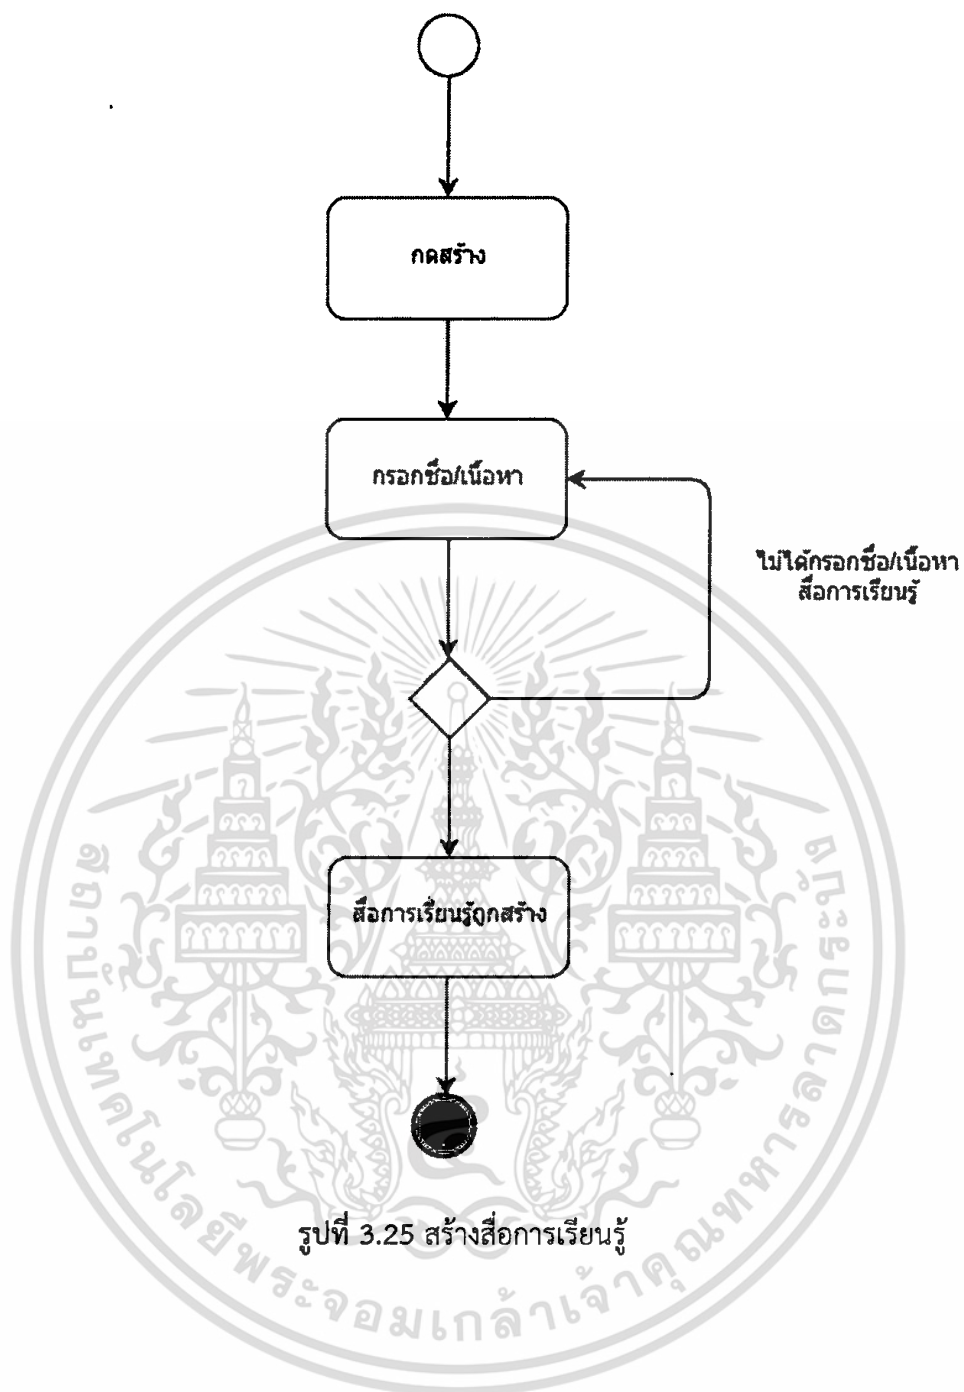 กดสร้าง
กรอกชื่อ/เนื้อหา
ไม่ได้กรอกชื่อ/เนื้อหา
สื่อการเรียนรู้
สื่อการเรียนรู้ถูกสร้าง
รูปที่ 3.25 สร้างสื่อการเรียนรู้
สถาบันเทคโนโลยีพระจอมเกล้าเจ้าคุณทหารลาดกระบัง